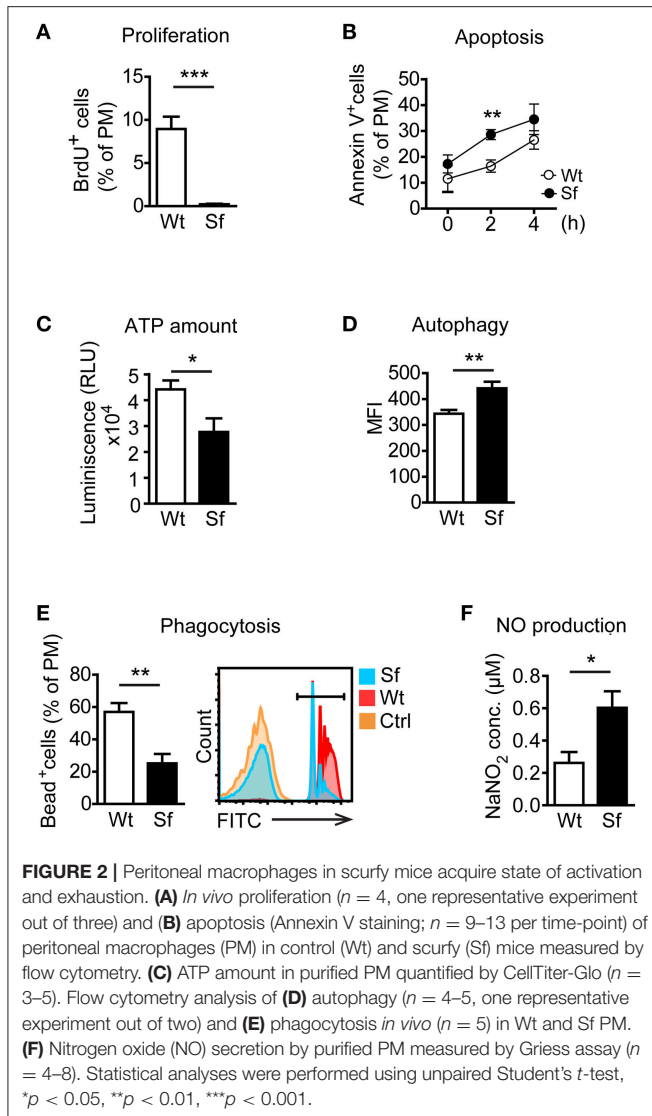 A
Proliferation
BrdU⁺ cells
(% of PM)
***
15
10
5
0
Wt
Sf
B
Apoptosis
Annexin V⁺cells
(% of PM)
50
40
30
20
10
0
**
Wt
Sf
0
2
4
(h)
C
ATP amount
Luminiscence (RLU)
x10⁴
*
5
4
3
2
1
0
Wt
Sf
D
Autophagy
MFI
**
500
400
300
200
100
0
Wt
Sf
E
Phagocytosis
Bead⁺cells (% of PM)
**
80
60
40
20
0
Wt
Sf
Count
FITC
Sf
Wt
Ctrl
F
NO production
NaNO₂ conc. (µM)
*
0.8
0.6
0.4
0.2
0.0
Wt
Sf
FIGURE 2 | Peritoneal macrophages in scurfy mice acquire state of activation
and exhaustion. (A) In vivo proliferation (n = 4, one representative experiment
out of three) and (B) apoptosis (Annexin V staining; n = 9–13 per time-point) of
peritoneal macrophages (PM) in control (Wt) and scurfy (Sf) mice measured by
flow cytometry. (C) ATP amount in purified PM quantified by CellTiter-Glo (n =
3–5). Flow cytometry analysis of (D) autophagy (n = 4–5, one representative
experiment out of two) and (E) phagocytosis in vivo (n = 5) in Wt and Sf PM.
(F) Nitrogen oxide (NO) secretion by purified PM measured by Griess assay (n
= 4–8). Statistical analyses were performed using unpaired Student's t-test,
*p < 0.05, **p < 0.01, ***p < 0.001.